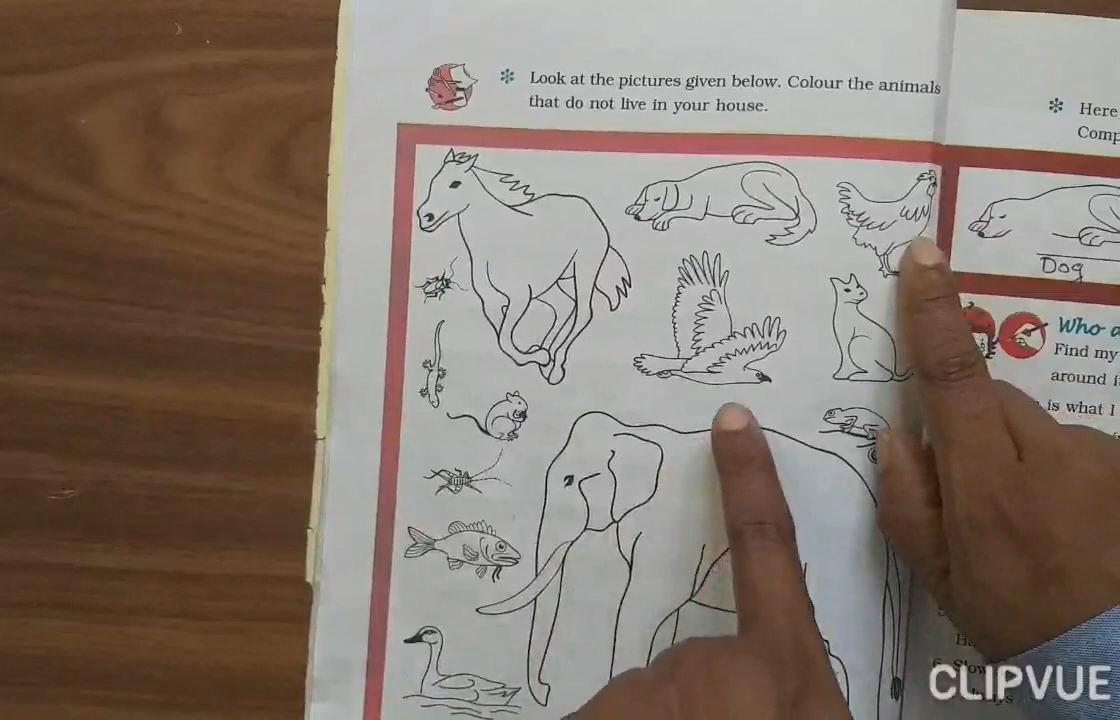 Look at the pictures given below. Colour the animals
that do not live in your house.
Here
Comp
Dog
Who a
Find my
around i
is what I
CLIPVUE